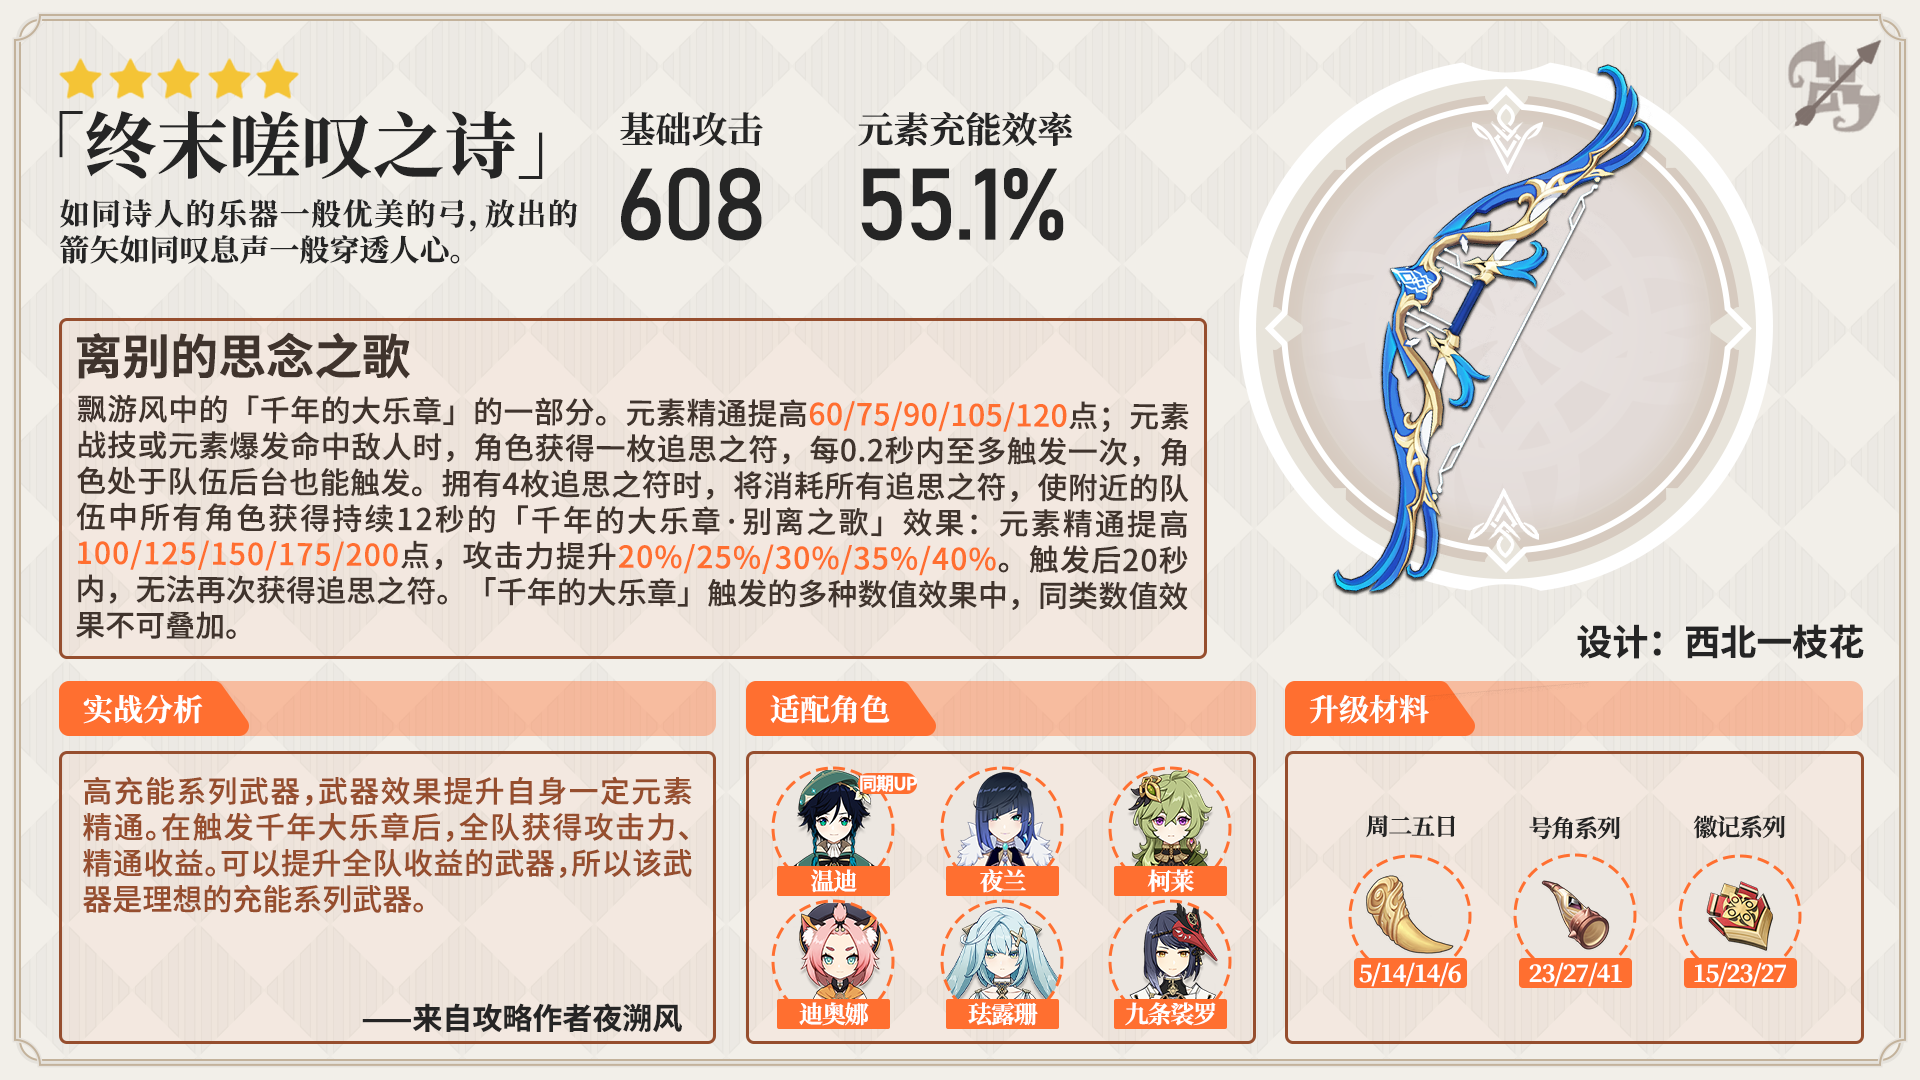 「终末嗟叹之诗」
如同诗人的乐器一般优美的弓，放出的
箭矢如同叹息声一般穿透人心。
基础攻击
608
元素充能效率
55.1%
离别的思念之歌
飘游风中的「千年的大乐章」的一部分。元素精通提高60/75/90/105/120点；元素
战技或元素爆发命中敌人时，角色获得一枚追思之符，每0.2秒内至多触发一次，角
色处于队伍后台也能触发。拥有4枚追思之符时，将消耗所有追思之符，使附近的队
伍中所有角色获得持续12秒的「千年的大乐章·别离之歌」效果：元素精通提高
100/125/150/175/200点，攻击力提升20%/25%/30%/35%/40%。触发后20秒
内，无法再次获得追思之符。「千年的大乐章」触发的多种数值效果中，同类数值效
果不可叠加。
设计：西北一枝花
实战分析
高充能系列武器，武器效果提升自身一定元素
精通。在触发千年大乐章后，全队获得攻击力、
精通收益。可以提升全队收益的武器，所以该武
器是理想的充能系列武器。
——来自攻略作者夜溯风
适配角色
同期UP
温迪
夜兰
柯莱
迪奥娜
珐露珊
九条裟罗
升级材料
周二五日
号角系列
徽记系列
5/14/14/6
23/27/41
15/23/27